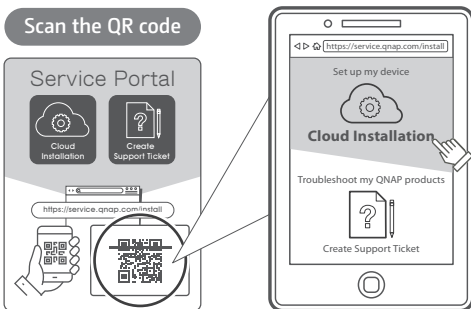 Scan the QR code
Service Portal
Cloud
Installation
Create
Support Ticket
https://service.qnap.com/install
https://service.qnap.com/install
Set up my device
Cloud Installation
Troubleshoot my QNAP products
Create Support Ticket